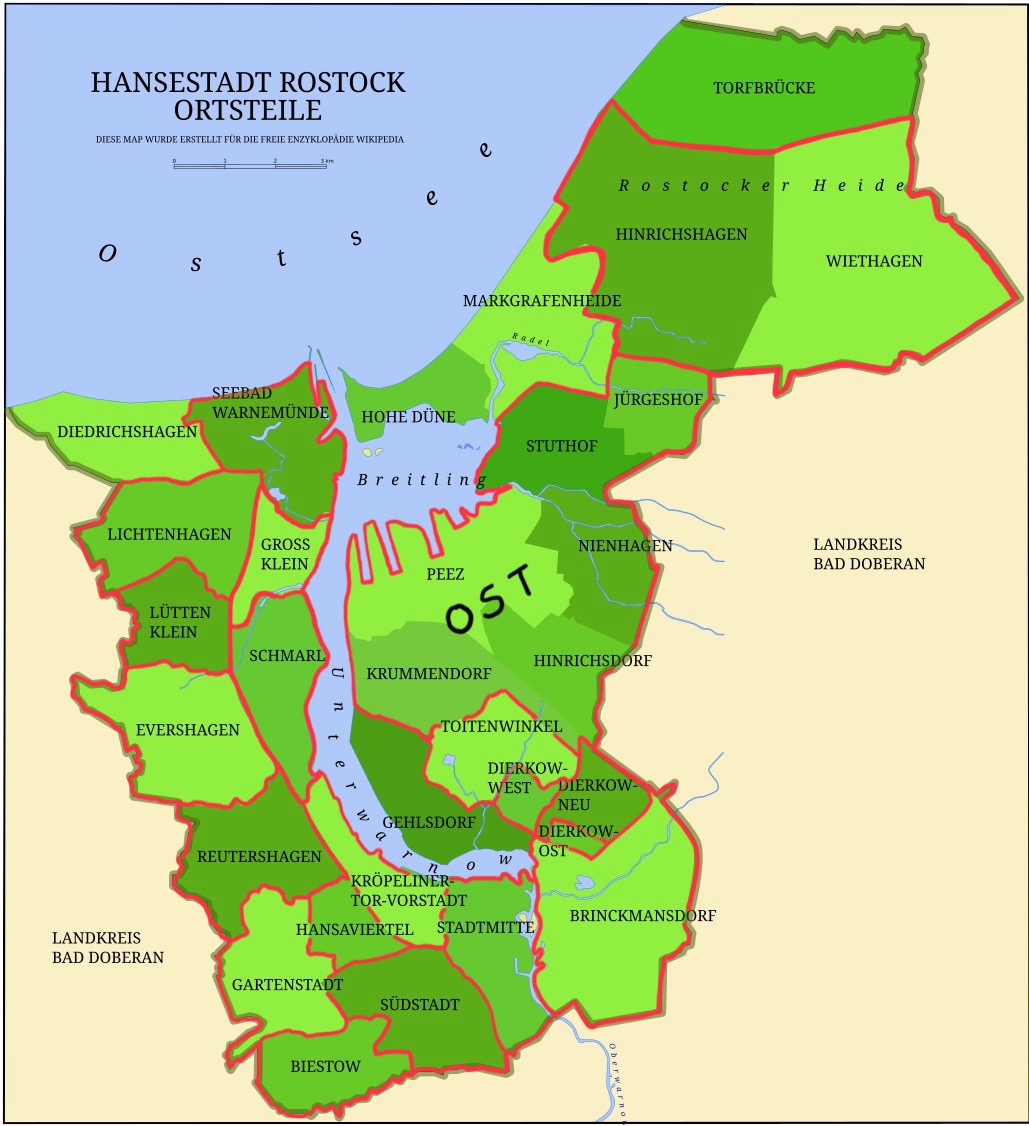 HANSESTADT ROSTOCK
ORTSTEILE
DIESE MAP WURDE ERSTELLT FÜR DIE FREIE ENZYKLOPÄDIE WIKIPEDIA
0 1 2 3 km
Ostsee
TORFBRÜCKE
Rostocker Heide
HINRICHSHAGEN
WIETHAGEN
MARKGRAFENHEIDE
Radel
SEEBAD
WARNEMÜNDE
HOHE DÜNE
JÜRGESHOF
DIEDRICHSHAGEN
STUTHOF
Breitling
LICHTENHAGEN
GROSS
KLEIN
NIENHAGEN
LANDKREIS
BAD DOBERAN
PEEZ
OST
LÜTTEN
KLEIN
SCHMARL
KRUMMENDORF
HINRICHSDORF
Unterwarnow
EVERSHAGEN
TOITENWINKEL
DIERKOW-
WEST
DIERKOW-
NEU
GEHLSDORF
DIERKOW-
OST
REUTERSHAGEN
KRÖPELINER-
TOR-VORSTADT
HANSAVIERTEL
STADTMITTE
BRINCKMANSDORF
LANDKREIS
BAD DOBERAN
GARTENSTADT
SÜDSTADT
BIESTOW
Oberwarnow